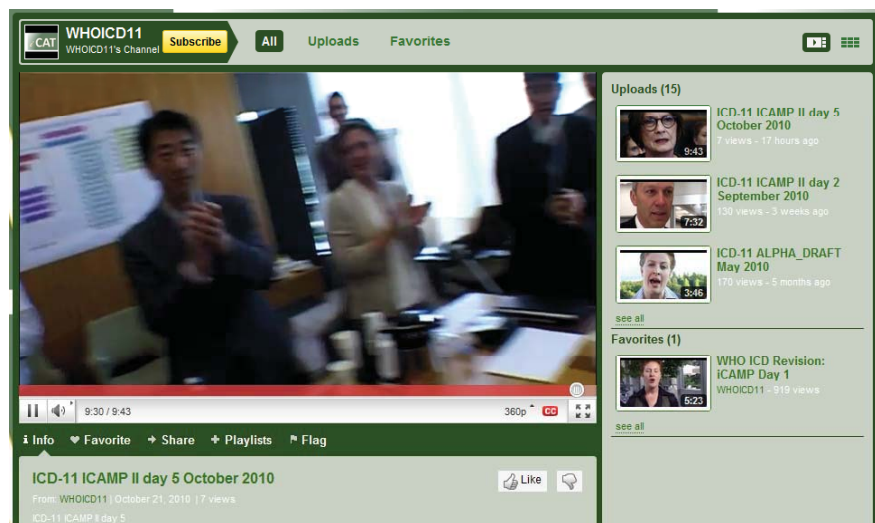 CAT
WHOICD11
WHOICD11's Channel
Subscribe
All
Uploads
Favorites
Uploads (15)
ICD-11 ICAMP II day 5
October 2010
7 views - 17 hours ago
9:43
ICD-11 ICAMP II day 2
September 2010
130 views - 3 weeks ago
7:32
ICD-11 ALPHA_DRAFT
May 2010
170 views - 5 months ago
3:46
see all
Favorites (1)
WHO ICD Revision:
iCAMP Day 1
WHOICD11 - 919 views
5:23
see all
9:30 / 9:43
360p
CC
Info
Favorite
Share
Playlists
Flag
ICD-11 ICAMP II day 5 October 2010
Like
From: WHOICD11 | October 21, 2010 | 7 views
ICD-11 ICAMP II day 5